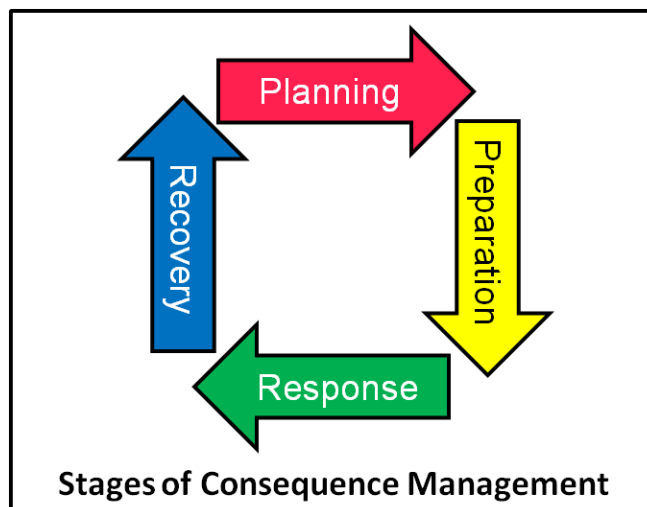 Planning
Preparation
Response
Recovery
Stages of Consequence Management